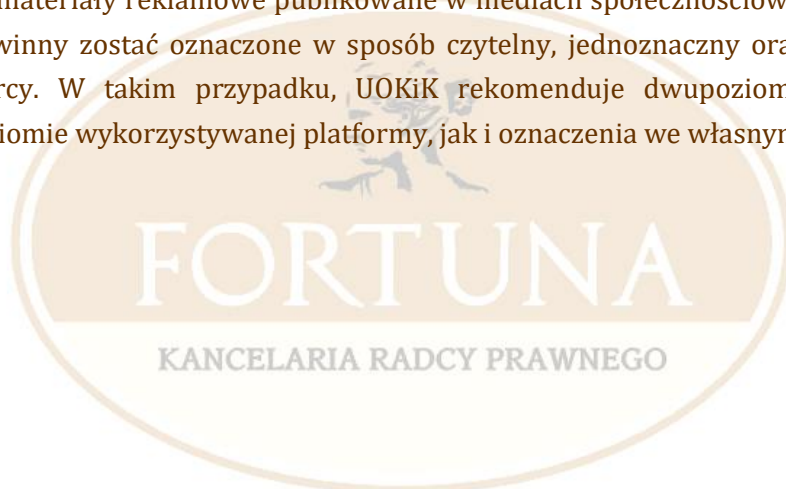 materiały reklamowe publikowane w mediach społecznościow
winny zostać oznaczone w sposób czytelny, jednoznaczny ora
rcy. W takim przypadku, UOKiK rekomenduje dwupoziom
iomie wykorzystywanej platformy, jak i oznaczenia we własnyn
FORTUNA
KANCELARIA RADCY PRAWNEGO